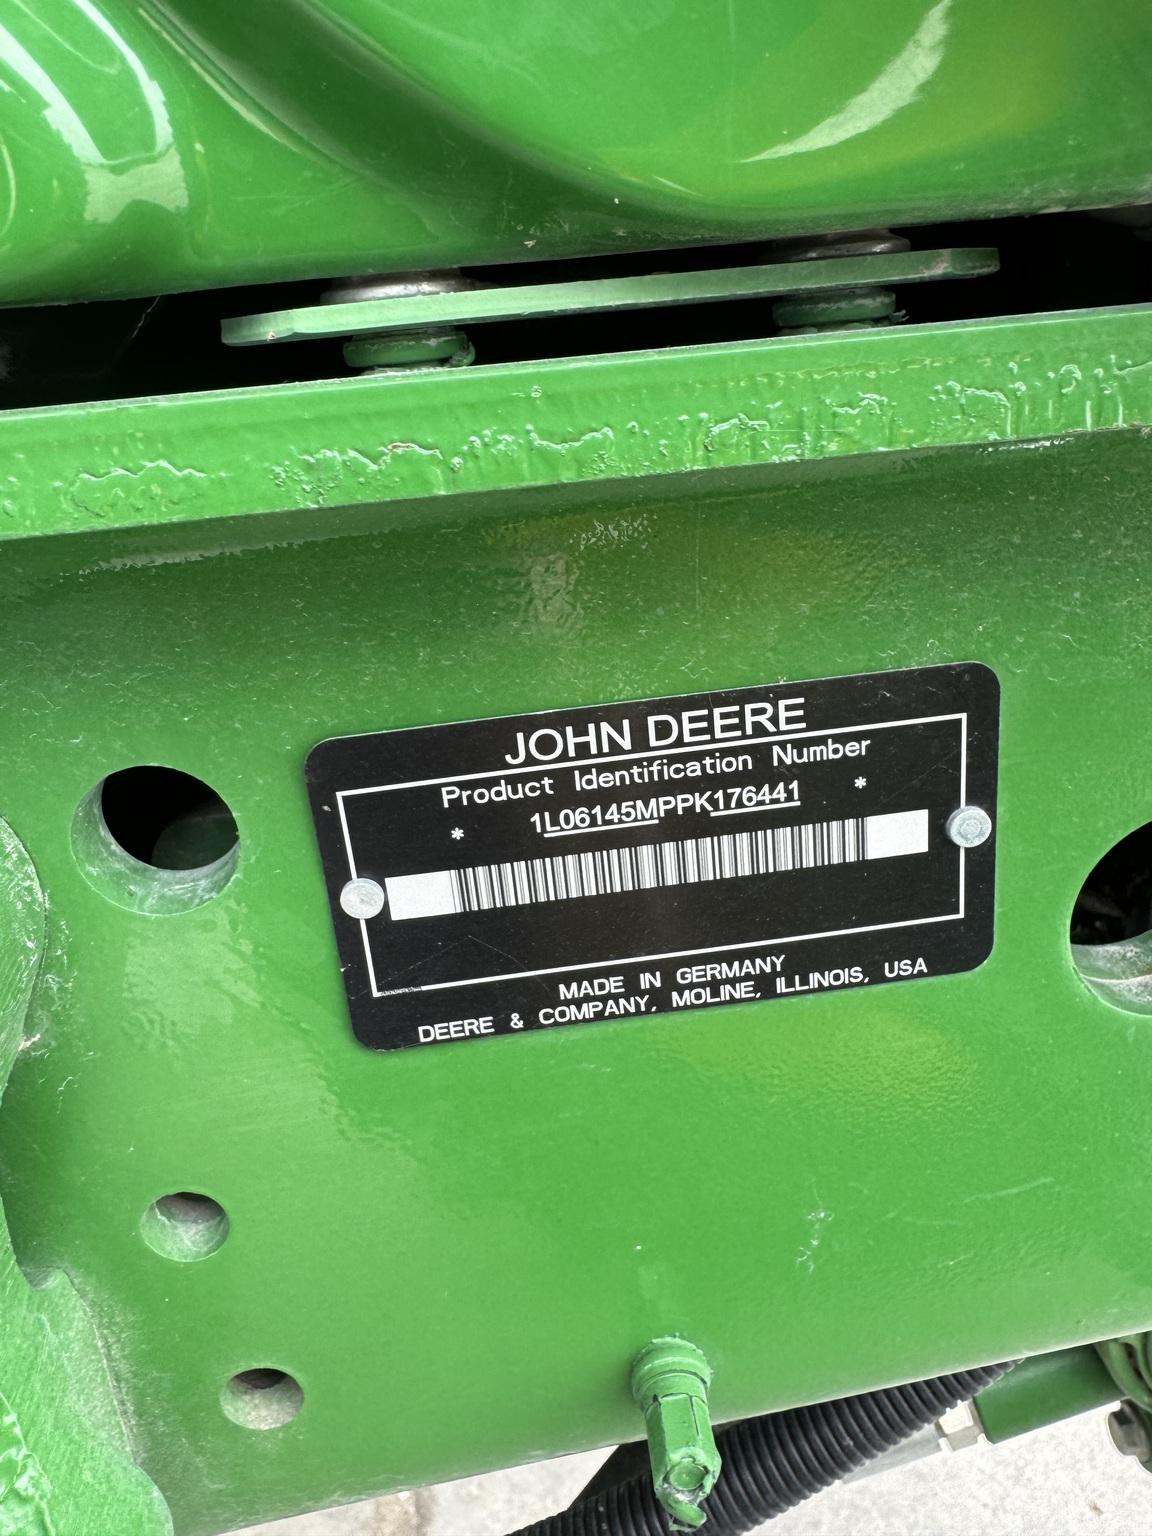 JOHN DEERE
Product Identification Number
* 1L06145MPPK176441 *
MADE IN GERMANY
DEERE & COMPANY, MOLINE, ILLINOIS, USA